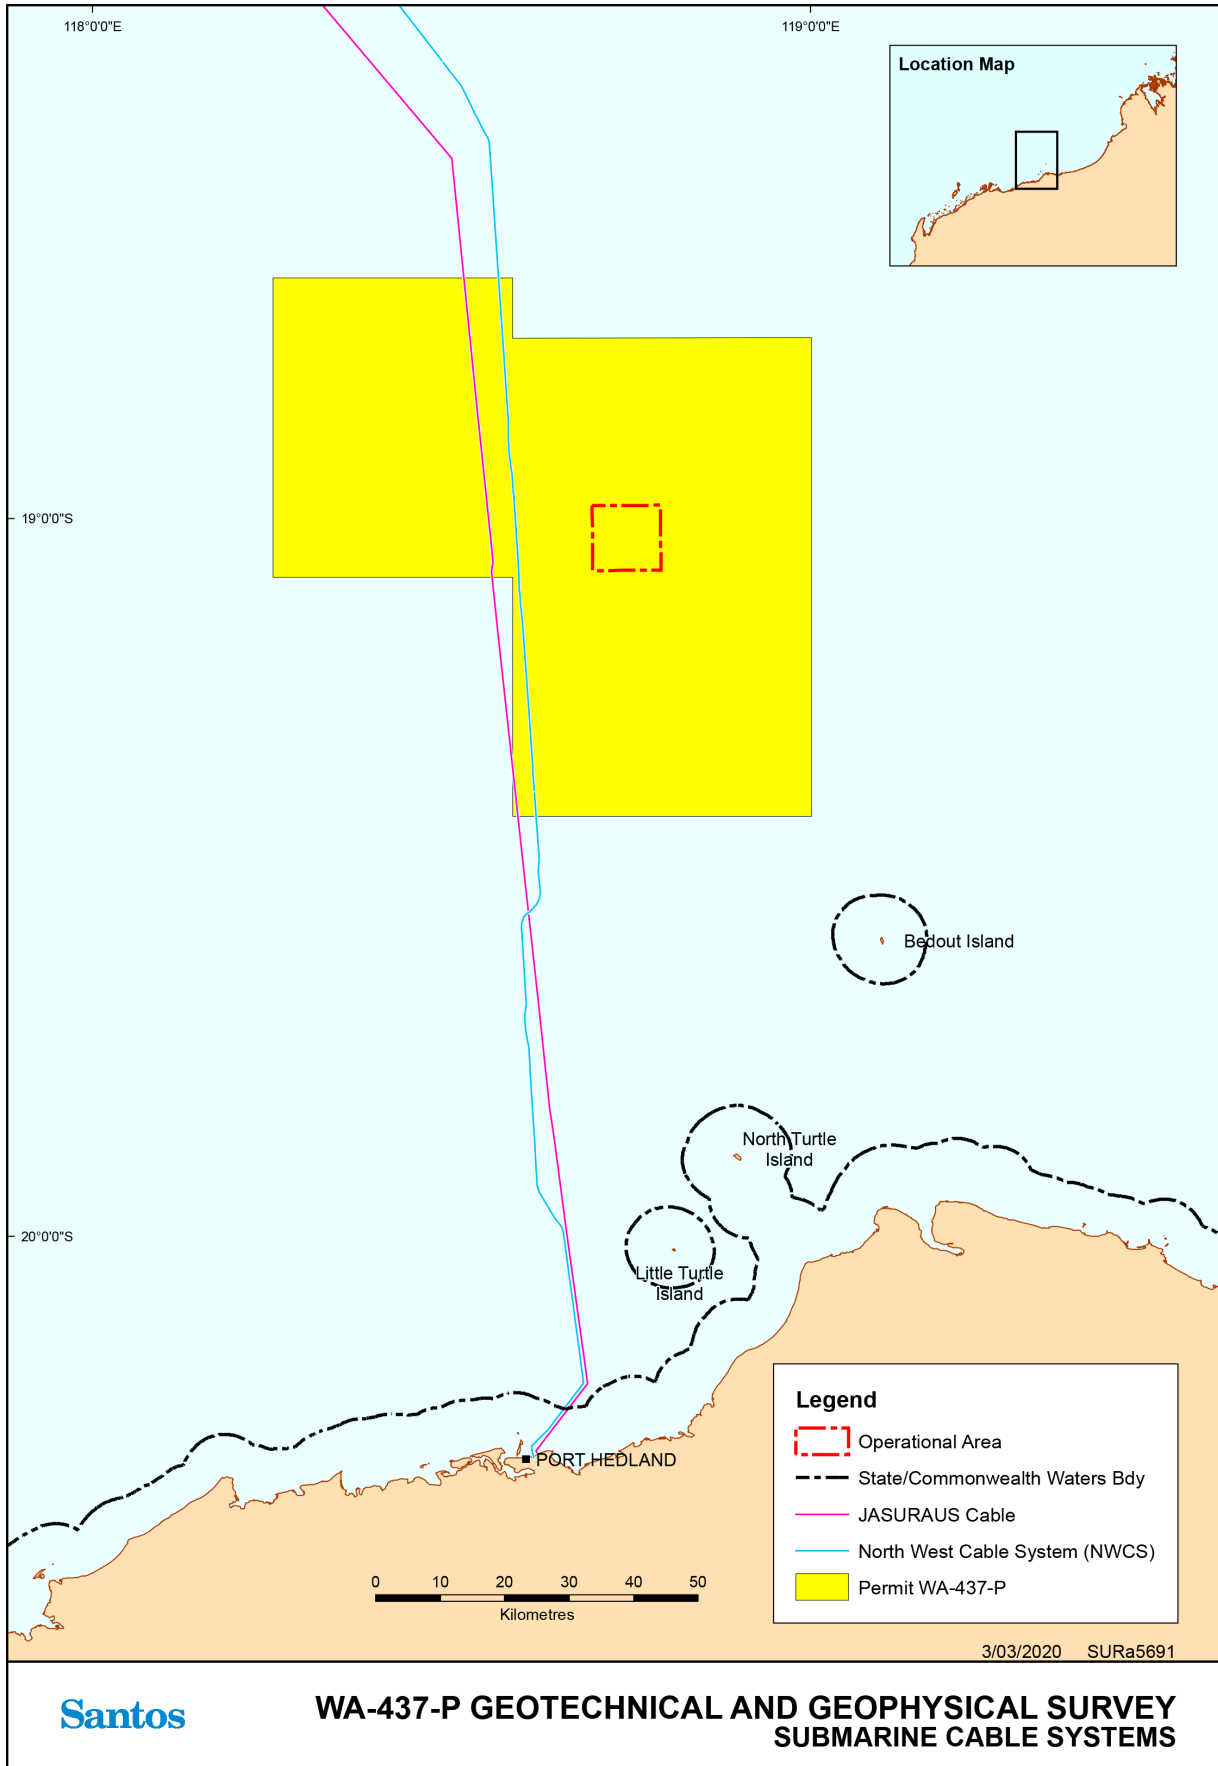 118°0'0"E
119°0'0"E
Location Map
19°0'0"S
Bedout Island
North Turtle
Island
20°0'0"S
Little Turtle
Island
PORT HEDLAND
Legend
Operational Area
State/Commonwealth Waters Bdy
JASURAUS Cable
North West Cable System (NWCS)
Permit WA-437-P
0 10 20 30 40 50
Kilometres
3/03/2020 SURa5691
Santos
WA-437-P GEOTECHNICAL AND GEOPHYSICAL SURVEY
SUBMARINE CABLE SYSTEMS